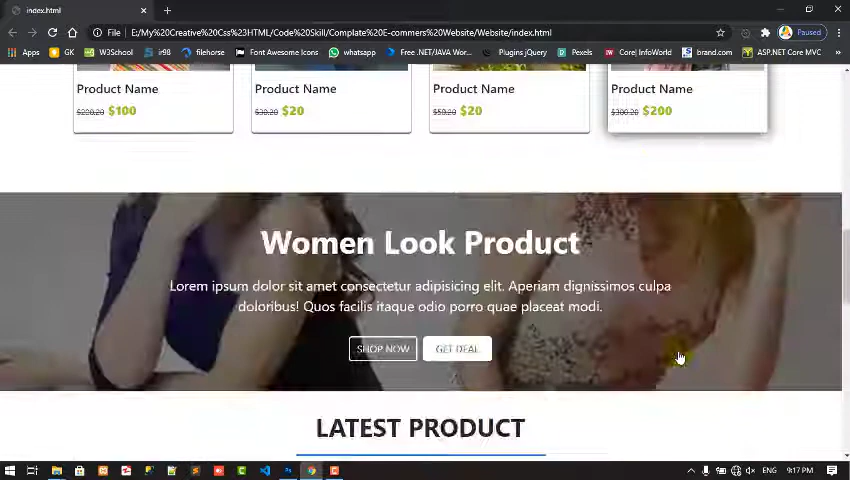 index.html
File | E:/My%20Creative%20Css%23HTML/Code%20Skill/Complate%20E-commers%20Website/Website/index.html
Paused
Apps GK W3School ir98 filehorse Font Awesome Icons whatsapp Free .NET/JAVA Wor... Plugins jQuery Pexels Core| InfoWorld brand.com ASP.NET Core MVC »
Product Name Product Name Product Name Product Name
$200.20 $100 $30.20 $20 $50.20 $20 $300.20 $200
Women Look Product
Lorem ipsum dolor sit amet consectetur adipisicing elit. Aperiam dignissimos culpa
doloribus! Quos facilis itaque odio porro quae placeat modi.
SHOP NOW GET DEAL
LATEST PRODUCT
ENG 9:17 PM